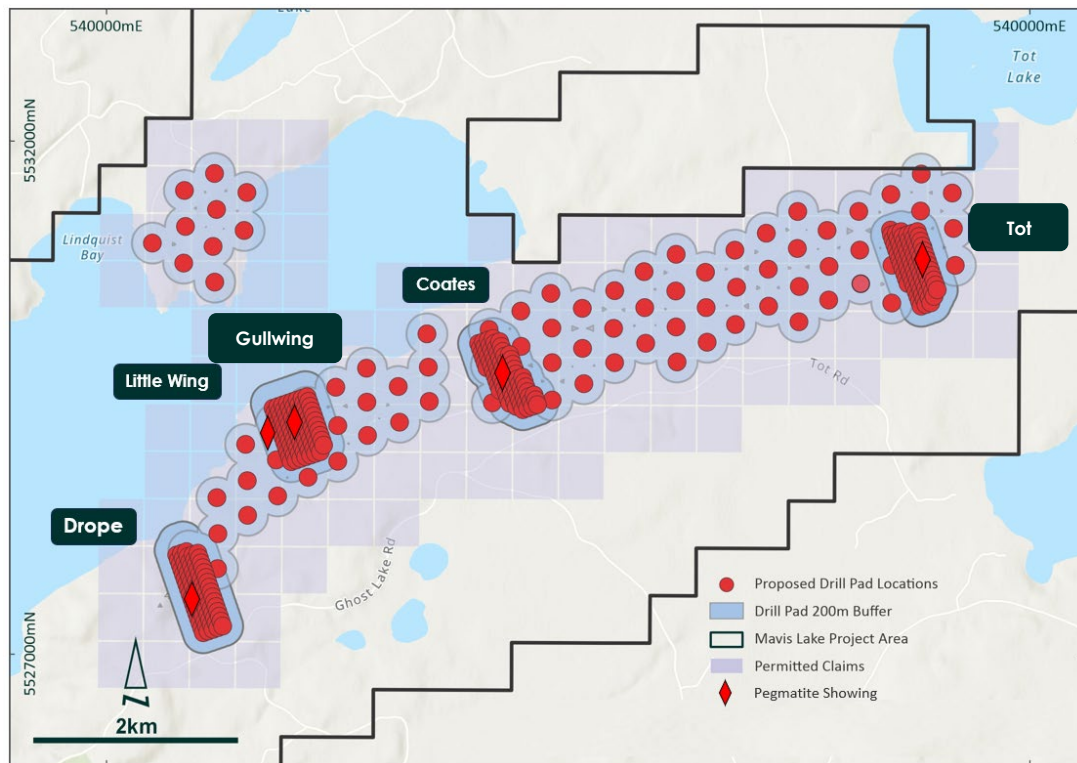 540000mE
540000mE
Lake
Tot
Lake
5532000mN
Lindquist
Bay
Tot
Coates
Gullwing
Little Wing
Tot Rd
Drope
Ghost Lake Rd
Proposed Drill Pad Locations
Drill Pad 200m Buffer
Mavis Lake Project Area
Permitted Claims
Pegmatite Showing
5527000mN
Z
2km